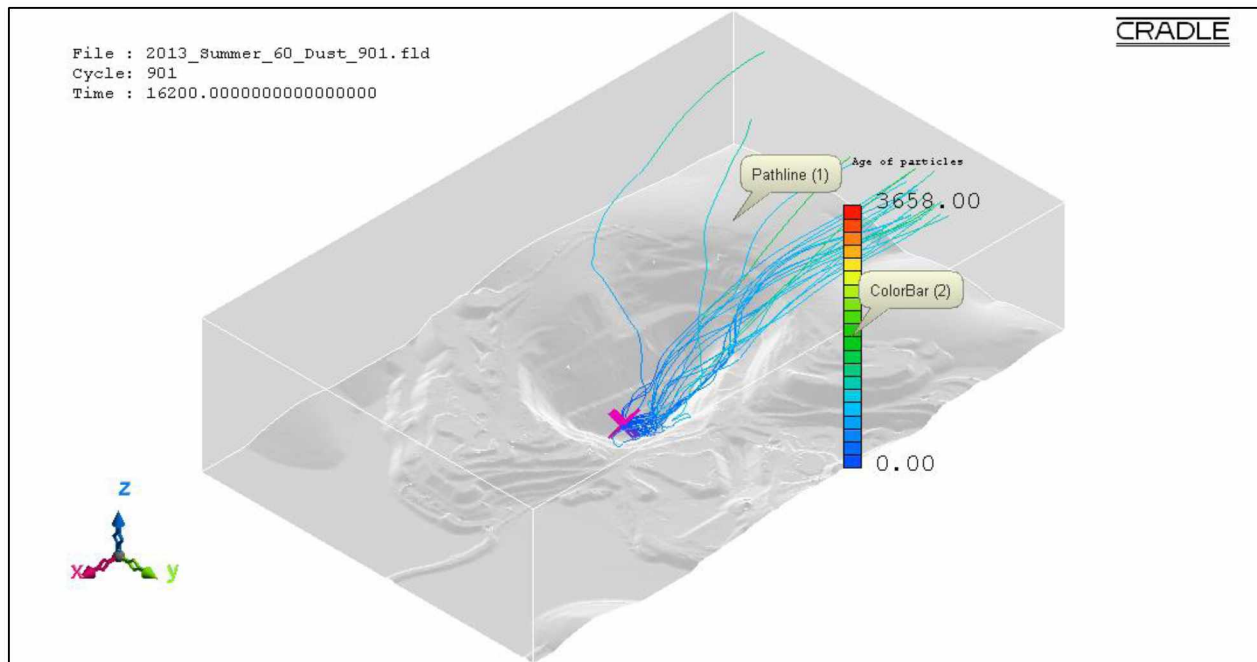 File : 2013_Summer_60_Dust_901.fld
Cycle: 901
Time : 16200.0000000000000000
CRADLE
Pathline (1)
Age of particles
3658.00
ColorBar (2)
0.00
z
x
y